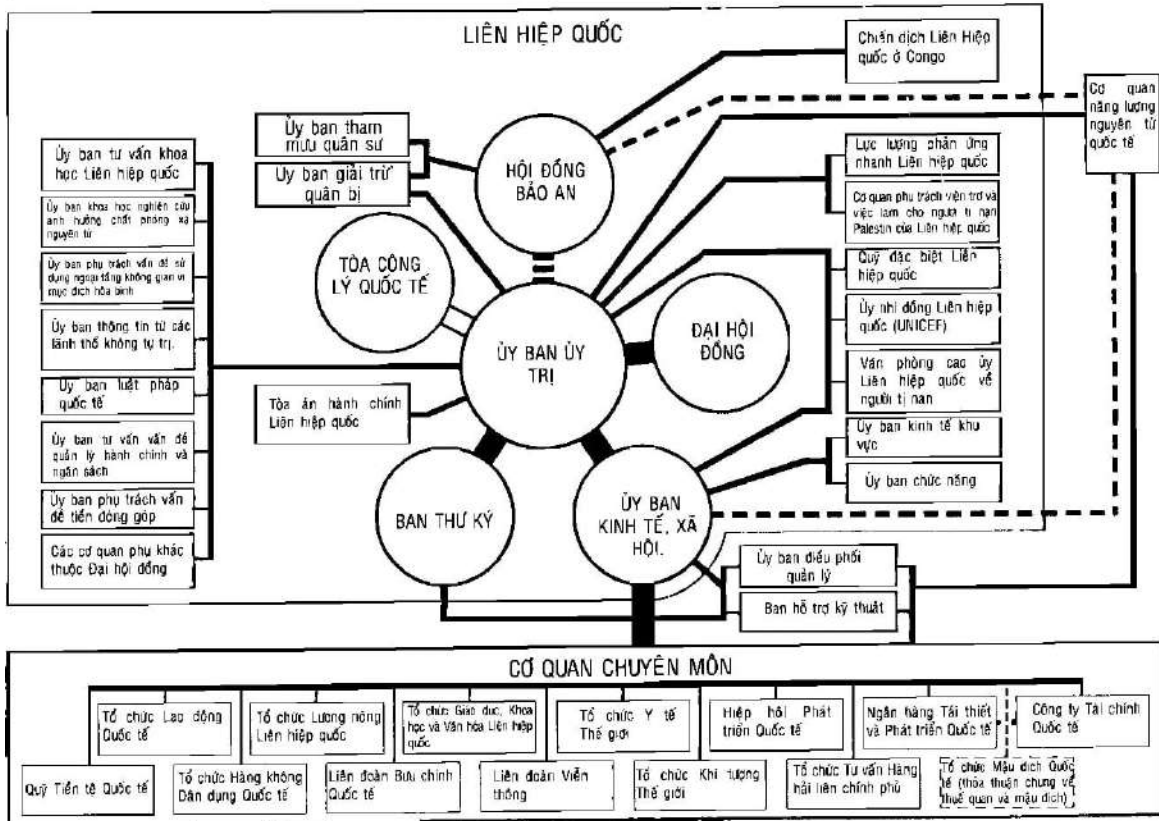 LIÊN HIỆP QUỐC
Chiến dịch Liên Hiệp
quốc ở Congo
Cơ quan
năng lượng
nguyên tử
quốc tế
Ủy ban tham
mưu quân sự
Ủy ban giải trừ
quân bị
HỘI ĐỒNG
BẢO AN
Lực lượng phản ứng
nhanh Liên hiệp quốc
Cơ quan phụ trách viện trợ và
việc làm cho người tị nạn
Palestin của Liên hiệp quốc
Ủy ban tư vấn khoa
học Liên hiệp quốc
Ủy ban khoa học nghiên cứu
ảnh hưởng chất phóng xạ
nguyên tử
Ủy ban phụ trách vấn đề sử
dụng ngoại tầng không gian vì
mục đích hòa bình
Ủy ban thông tin từ các
lãnh thổ không tự trị.
Ủy ban luật pháp
quốc tế
Ủy ban tư vấn vấn đề
quản lý hành chính và
ngân sách
Ủy ban phụ trách vấn
đề tiền đóng góp
Các cơ quan phụ khác
thuộc Đại hội đồng
TÒA CÔNG
LÝ QUỐC TẾ
ỦY BAN ỦY
TRỊ
ĐẠI HỘI
ĐỒNG
Quỹ đặc biệt Liên
hiệp quốc
Ủy nhi đồng Liên hiệp
quốc (UNICEF)
Văn phòng cao ủy
Liên hiệp quốc về
người tị nạn
Tòa án hành chính
Liên hiệp quốc
Ủy ban kinh tế khu
vực
Ủy ban chức năng
BAN THƯ KÝ
ỦY BAN
KINH TẾ, XÃ
HỘI.
Ủy ban điều phối
quản lý
Ban hỗ trợ kỹ thuật
CƠ QUAN CHUYÊN MÔN
Tổ chức Lao động
Quốc tế
Tổ chức Lương nông
Liên hiệp quốc
Tổ chức Giáo dục, Khoa
học và Văn hóa Liên hiệp
quốc
Tổ chức Y tế
Thế giới
Hiệp hội Phát
triển Quốc tế
Ngân hàng Tái thiết
và Phát triển Quốc tế
Công ty Tài chính
Quốc tế
Quỹ Tiền tệ Quốc tế
Tổ chức Hàng không
Dân dụng Quốc tế
Liên đoàn Bưu chính
Quốc tế
Liên đoàn Viễn
thông
Tổ chức Khí tượng
Thế giới
Tổ chức Tư vấn Hàng
hải liên chính phủ
Tổ chức Mậu dịch Quốc
tế (thỏa thuận chung về
thuế quan và mậu dịch)